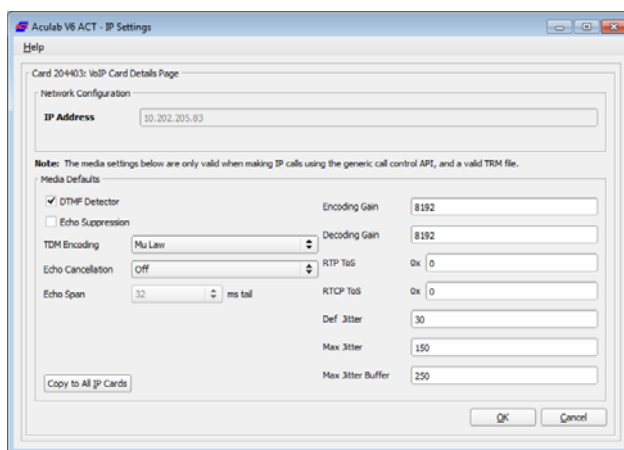 Aculab V6 ACT - IP Settings
Help
Card 204403: VoIP Card Details Page
Network Configuration
IP Address 10.202.205.83
Note: The media settings below are only valid when making IP calls using the generic call control API, and a valid TRM file.
Media Defaults
DTMF Detector
Echo Suppression
TDM Encoding Mu Law
Echo Cancellation Off
Echo Span 32 ms tail
Copy to All IP Cards
Encoding Gain 8192
Decoding Gain 8192
RTP ToS 0x 0
RTCP ToS 0x 0
Def Jitter 30
Max Jitter 150
Max Jitter Buffer 250
OK Cancel